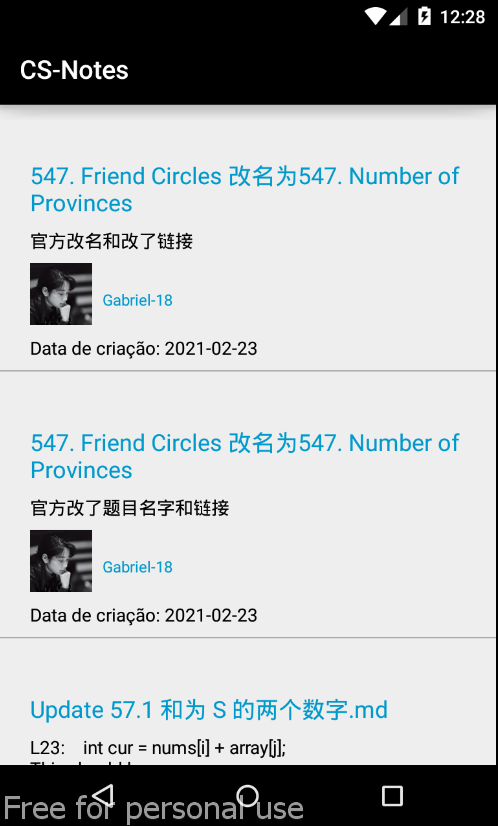 12:28
CS-Notes
547. Friend Circles 改名为547. Number of
Provinces
官方改名和改了链接
Gabriel-18
Data de criação: 2021-02-23
547. Friend Circles 改名为547. Number of
Provinces
官方改了题目名字和链接
Gabriel-18
Data de criação: 2021-02-23
Update 57.1 和为 S 的两个数字.md
L23: int cur = nums[i] + array[j];
Free for personal use